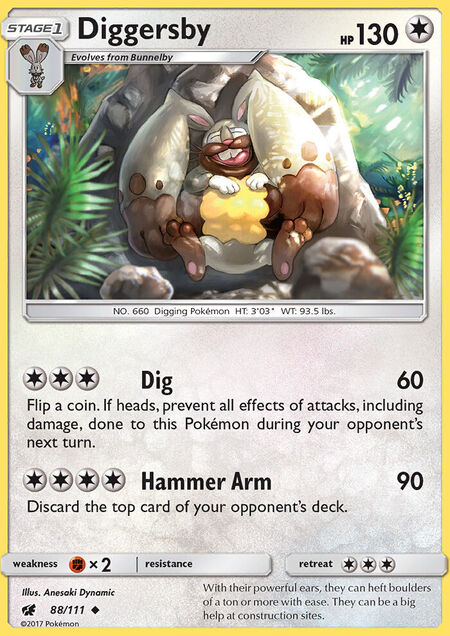 STAGE 1 Diggersby HP 130
Evolves from Bunnelby
NO. 660 Digging Pokémon HT: 3'03" WT: 93.5 lbs.
Dig 60
Flip a coin. If heads, prevent all effects of attacks, including
damage, done to this Pokémon during your opponent's
next turn.
Hammer Arm 90
Discard the top card of your opponent's deck.
weakness ×2 resistance retreat
Illus. Anesaki Dynamic
88/111
©2017 Pokémon
With their powerful ears, they can heft boulders
of a ton or more with ease. They can be a big
help at construction sites.